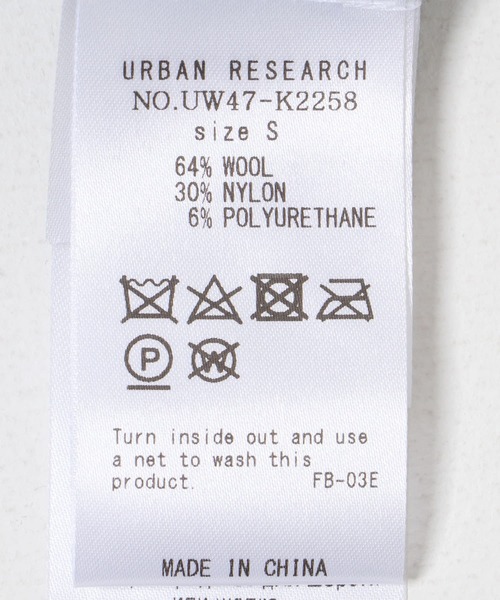 URBAN RESEARCH
NO.UW47-K2258
size S
64% WOOL
30% NYLON
6% POLYURETHANE
P
W
Turn inside out and use
a net to wash this
product.
FB-03E
MADE IN CHINA